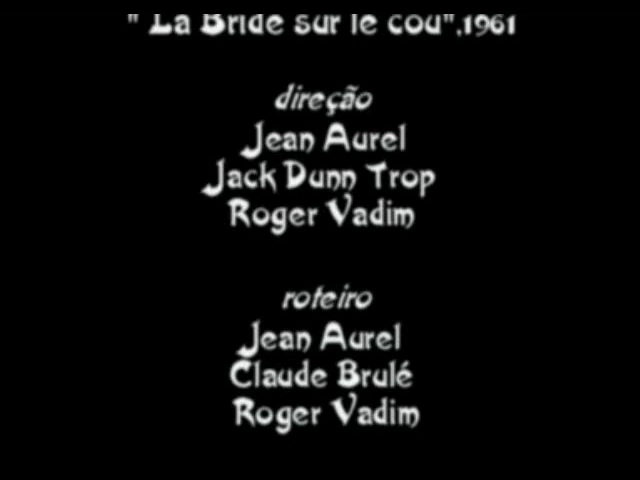 " La Bride sur le cou",1961
direção
Jean Aurel
Jack Dunn Trop
Roger Vadim
roteiro
Jean Aurel
Claude Brulé
Roger Vadim